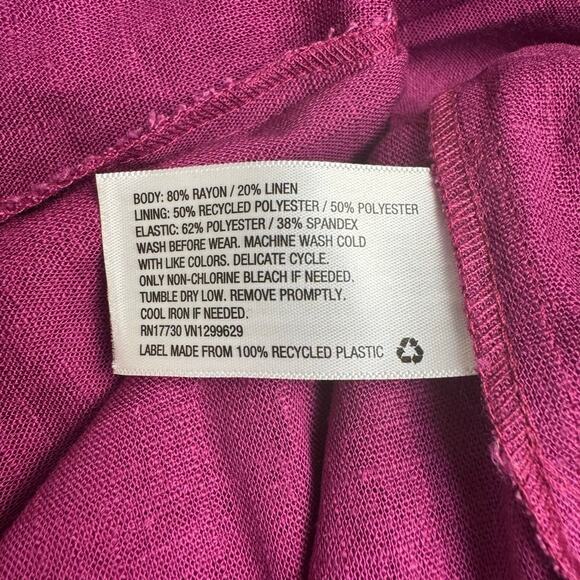 BODY: 80% RAYON / 20% LINEN
LINING: 50% RECYCLED POLYESTER / 50% POLYESTER
ELASTIC: 62% POLYESTER / 38% SPANDEX
WASH BEFORE WEAR. MACHINE WASH COLD
WITH LIKE COLORS. DELICATE CYCLE.
ONLY NON-CHLORINE BLEACH IF NEEDED.
TUMBLE DRY LOW. REMOVE PROMPTLY.
COOL IRON IF NEEDED.
RN17730 VN1299629
LABEL MADE FROM 100% RECYCLED PLASTIC